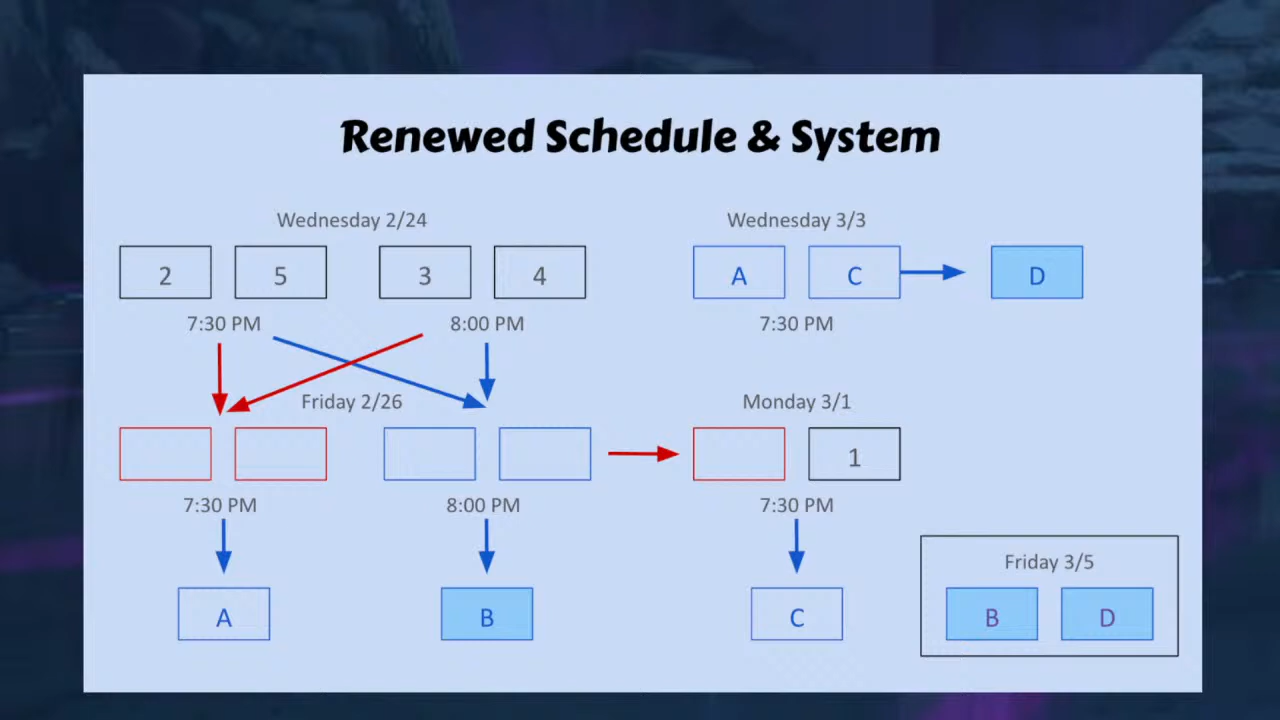 Renewed Schedule & System
Wednesday 2/24
2 5 3 4
7:30 PM 8:00 PM
Friday 2/26
7:30 PM 8:00 PM
A B
Wednesday 3/3
A C D
7:30 PM
Monday 3/1
1
7:30 PM
C
Friday 3/5
B D